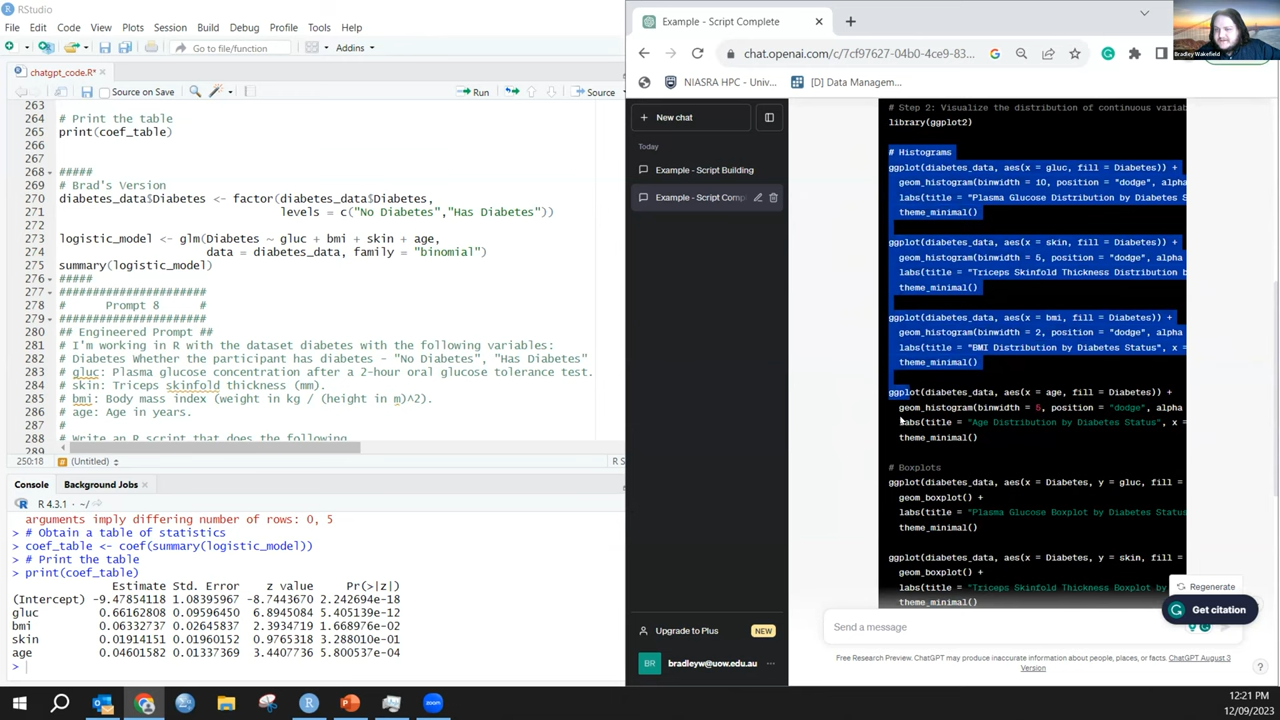 RStudio
File Edit Code View Plots Session Build Debug Profile Tools Help
Go to file/function
Addins
chatgpt_code.R*
Source on Save
Run
Source
263
264 # Print the table
265 print(coef_table)
266
267
268 #####
269 # Brad's Version
270 diabetes_data$Diabetes <- factor(diabetes_data$Diabetes,
271 levels = c("No Diabetes","Has Diabetes"))
272
273 logistic_model <- glm(Diabetes ~ gluc + bmi + skin + age,
274 data = diabetes_data, family = "binomial")
275 summary(logistic_model)
276 #####
277 ######################
278 # Prompt 8 #
279 ######################
280 ## Engineered Prompt ##
281 # I'm working in R with the dataset diabetes with the following variables:
282 # Diabetes Whether the participant has diabetes - "No Diabetes", "Has Diabetes"
283 # gluc: Plasma glucose concentration after a 2-hour oral glucose tolerance test.
284 # skin: Triceps skinfold thickness (mm).
285 # bmi: Body mass index (weight in kg / (height in m)^2).
286 # age: Age in years.
287 #
288 # Write an R script that does the following
250:18 (Untitled) R S
Console Background Jobs
R 4.3.1 · ~/
arguments imply differing number of rows: 0, 5
> # Obtain a table of statistics
> coef_table <- coef(summary(logistic_model))
> # Print the table
> print(coef_table)
Estimate Std. Error z value Pr(>|z|)
gluc 0.66162808 6.8945084 5.405139e-12
bmi 0.06332737 0.02645837 2.3934719 1.668976e-02
skin 0.01914151 0.01960152 0.9765318 3.288010e-01
age 0.04601582 0.01337369 3.4407736 5.800537e-04
>
Example - Script Complete
chat.openai.com/c/7cf97627-04b0-4ce9-83...
NIASRA HPC - Univ...
[D] Data Managem...
New chat
Today
Example - Script Building
Example - Script Comp
Upgrade to Plus NEW
BR bradleyw@uow.edu.au
# Step 2: Visualize the distribution of continuous variab
library(ggplot2)
# Histograms
ggplot(diabetes_data, aes(x = gluc, fill = Diabetes)) +
geom_histogram(binwidth = 10, position = "dodge", alpha
labs(title = "Plasma Glucose Distribution by Diabetes S
theme_minimal()
ggplot(diabetes_data, aes(x = skin, fill = Diabetes)) +
geom_histogram(binwidth = 5, position = "dodge", alpha
labs(title = "Triceps Skinfold Thickness Distribution b
theme_minimal()
ggplot(diabetes_data, aes(x = bmi, fill = Diabetes)) +
geom_histogram(binwidth = 2, position = "dodge", alpha
labs(title = "BMI Distribution by Diabetes Status", x =
theme_minimal()
ggplot(diabetes_data, aes(x = age, fill = Diabetes)) +
geom_histogram(binwidth = 5, position = "dodge", alpha
labs(title = "Age Distribution by Diabetes Status", x =
theme_minimal()
# Boxplots
ggplot(diabetes_data, aes(x = Diabetes, y = gluc, fill =
geom_boxplot() +
labs(title = "Plasma Glucose Boxplot by Diabetes Status
theme_minimal()
ggplot(diabetes_data, aes(x = Diabetes, y = skin, fill =
geom_boxplot() +
labs(title = "Triceps Skinfold Thickness Boxplot by
theme_minimal()
Regenerate
Get citation
Send a message
Free Research Preview. ChatGPT may produce inaccurate information about people, places, or facts. ChatGPT August 3
Version
Bradley Wakefield
12:21 PM
12/09/2023